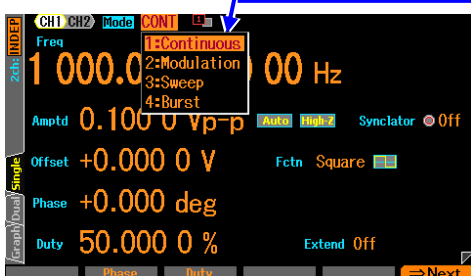 2ch: INDEP
CH1 CH2 Mode CONT 1
1:Continuous
2:Modulation
3:Sweep
4:Burst
Freq
1 000.0 00 Hz
Amptd 0.100 0 Vp-p Auto High-Z Synclator Off
Offset +0.000 0 V Fctn Square
Phase +0.000 deg
Duty 50.000 0 % Extend Off
Graph Dual Single
Phase Duty ⇒Next